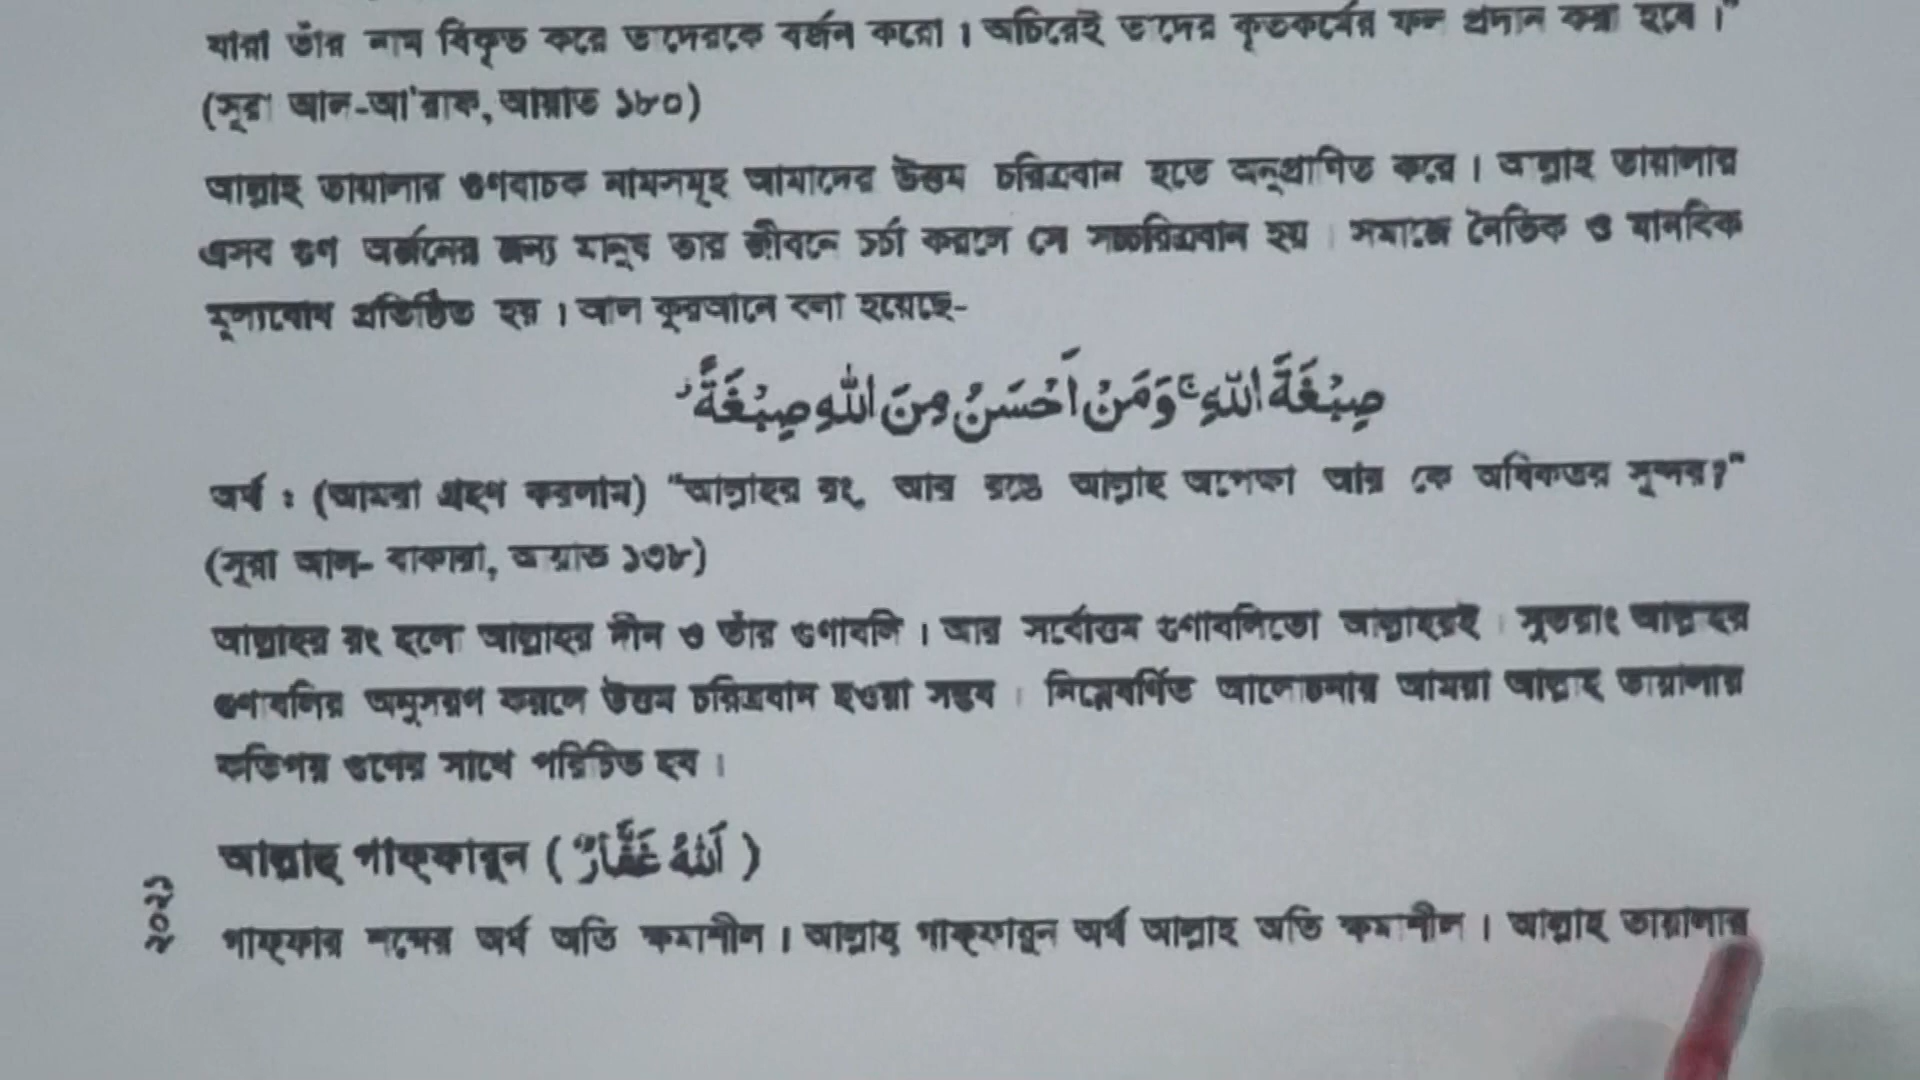 যারা তাঁর নাম বিকৃত করে তাদেরকে বর্জন করো । অচিরেই তাদের কৃতকর্মের ফল প্রদান করা হবে ।”
(সূরা আল-আ'রাফ, আয়াত ১৮০)
আল্লাহ তায়ালার গুণবাচক নামসমূহ আমাদের উত্তম চরিত্রবান হতে অনুপ্রাণিত করে । আল্লাহ তায়ালার
এসব গুণ অর্জনের জন্য মানুষ তার জীবনে চর্চা করলে সে সচ্চরিত্রবান হয় । সমাজে নৈতিক ও মানবিক
মূল্যবোধ প্রতিষ্ঠিত হয় । আল কুরআনে বলা হয়েছে-
صِبْغَةَ اللّٰهِ ۚ وَمَنْ اَحْسَنُ مِنَ اللّٰهِ صِبْغَةً ؗ
অর্থ : (আমরা গ্রহণ করলাম) “আল্লাহর রং, আর রঙে আল্লাহ অপেক্ষা আর কে অধিকতর সুন্দর?”
(সূরা আল- বাকারা, আয়াত ১৩৮)
আল্লাহর রং হলো আল্লাহর দীন ও তাঁর গুণাবলি । আর সর্বোত্তম গুণাবলিতো আল্লাহরই । সুতরাং আল্লাহর
গুণাবলির অনুসরণ করলে উত্তম চরিত্রবান হওয়া সম্ভব । নিম্নেবর্ণিত আলোচনায় আমরা আল্লাহ তায়ালার
কতিপয় গুণের সাথে পরিচিত হব ।
আল্লাহু গাফ্ফারুন ( اَللّٰهُ غَفَّارٌ )
গাফ্ফার শব্দের অর্থ অতি ক্ষমাশীল । আল্লাহু গাফ্ফারুন অর্থ আল্লাহ অতি ক্ষমাশীল । আল্লাহ তায়ালার
২০২১